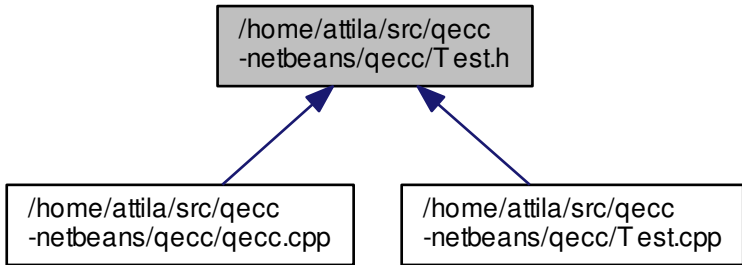 /home/attila/src/qecc
-netbeans/qecc/Test.h
/home/attila/src/qecc
-netbeans/qecc/qecc.cpp
/home/attila/src/qecc
-netbeans/qecc/Test.cpp